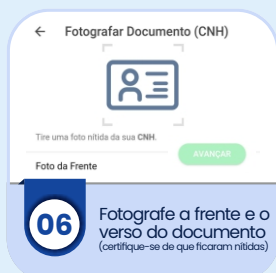 Fotografar Documento (CNH)
Tire uma foto nítida da sua CNH.
AVANÇAR
Foto da Frente
06
Fotografe a frente e o
verso do documento
(certifique-se de que ficaram nítidas)